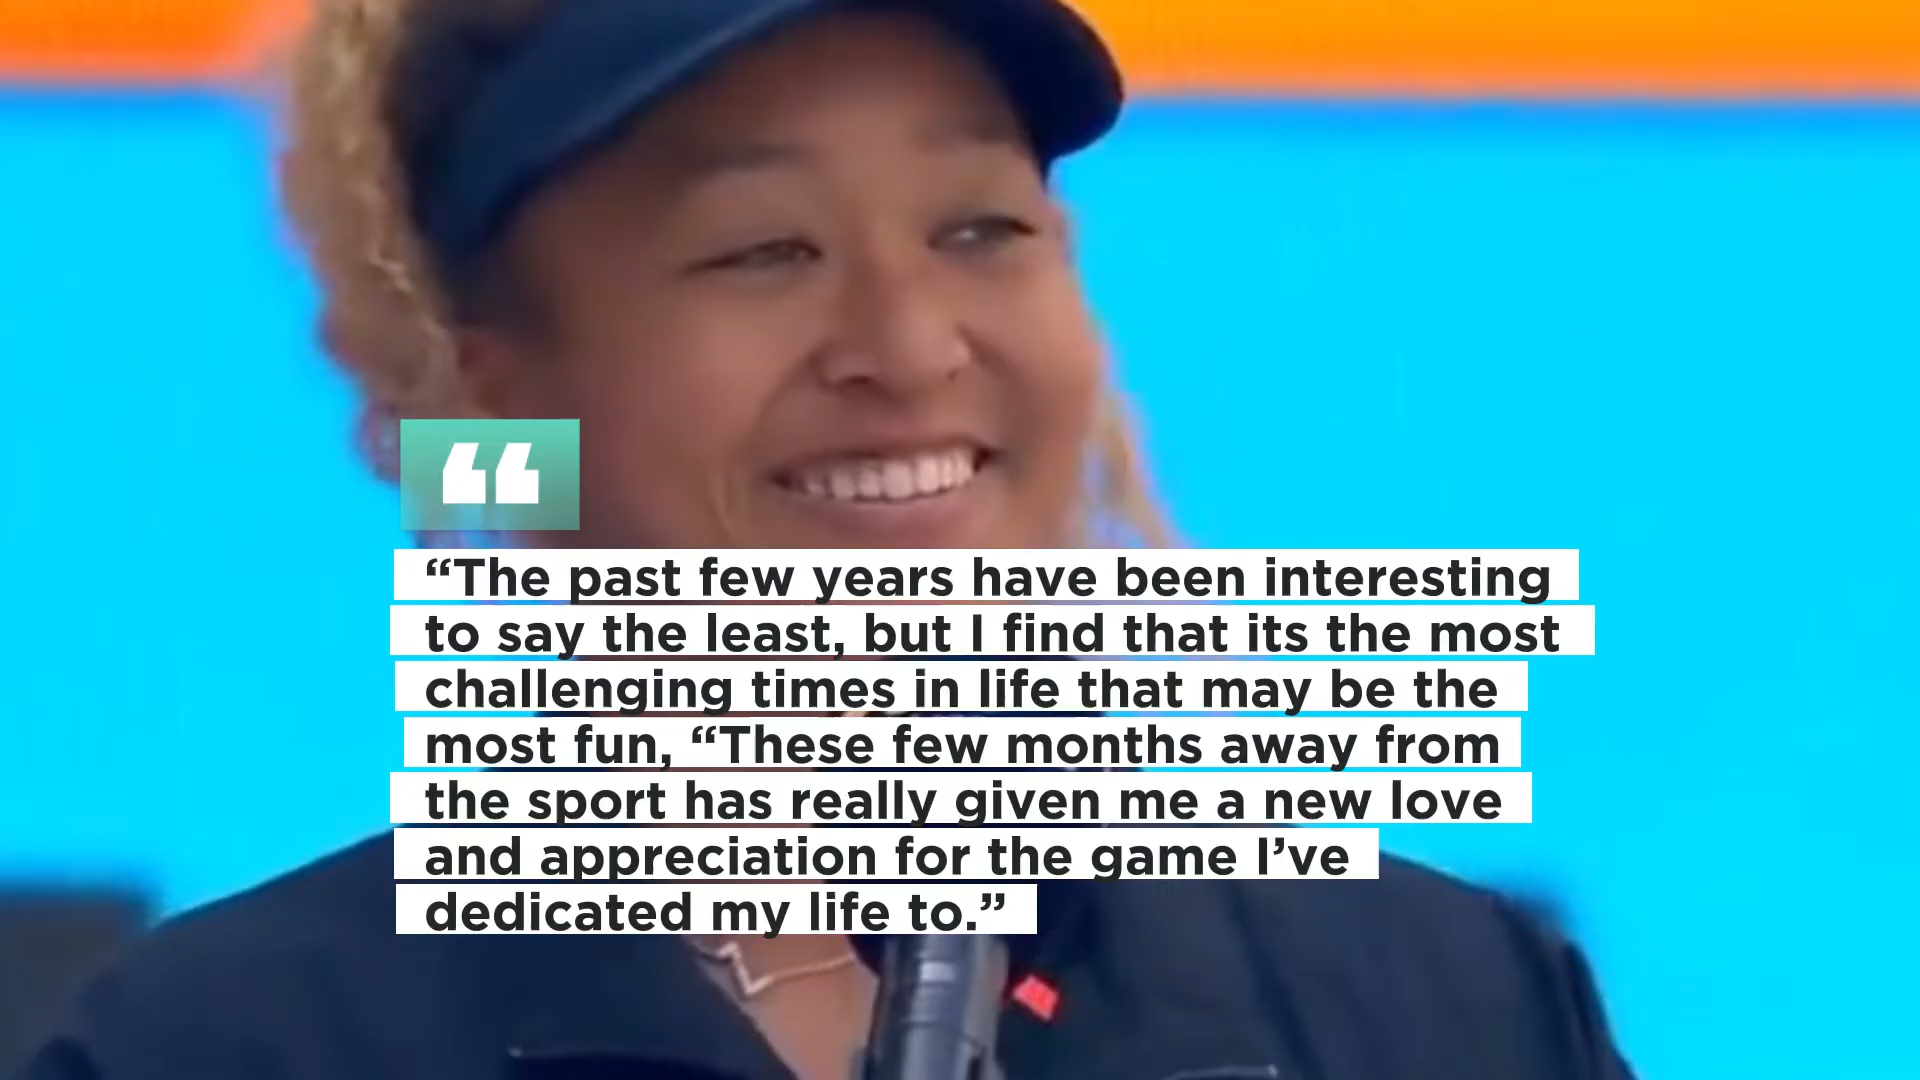 “The past few years have been interesting
to say the least, but I find that its the most
challenging times in life that may be the
most fun, “These few months away from
the sport has really given me a new love
and appreciation for the game I’ve
dedicated my life to.”